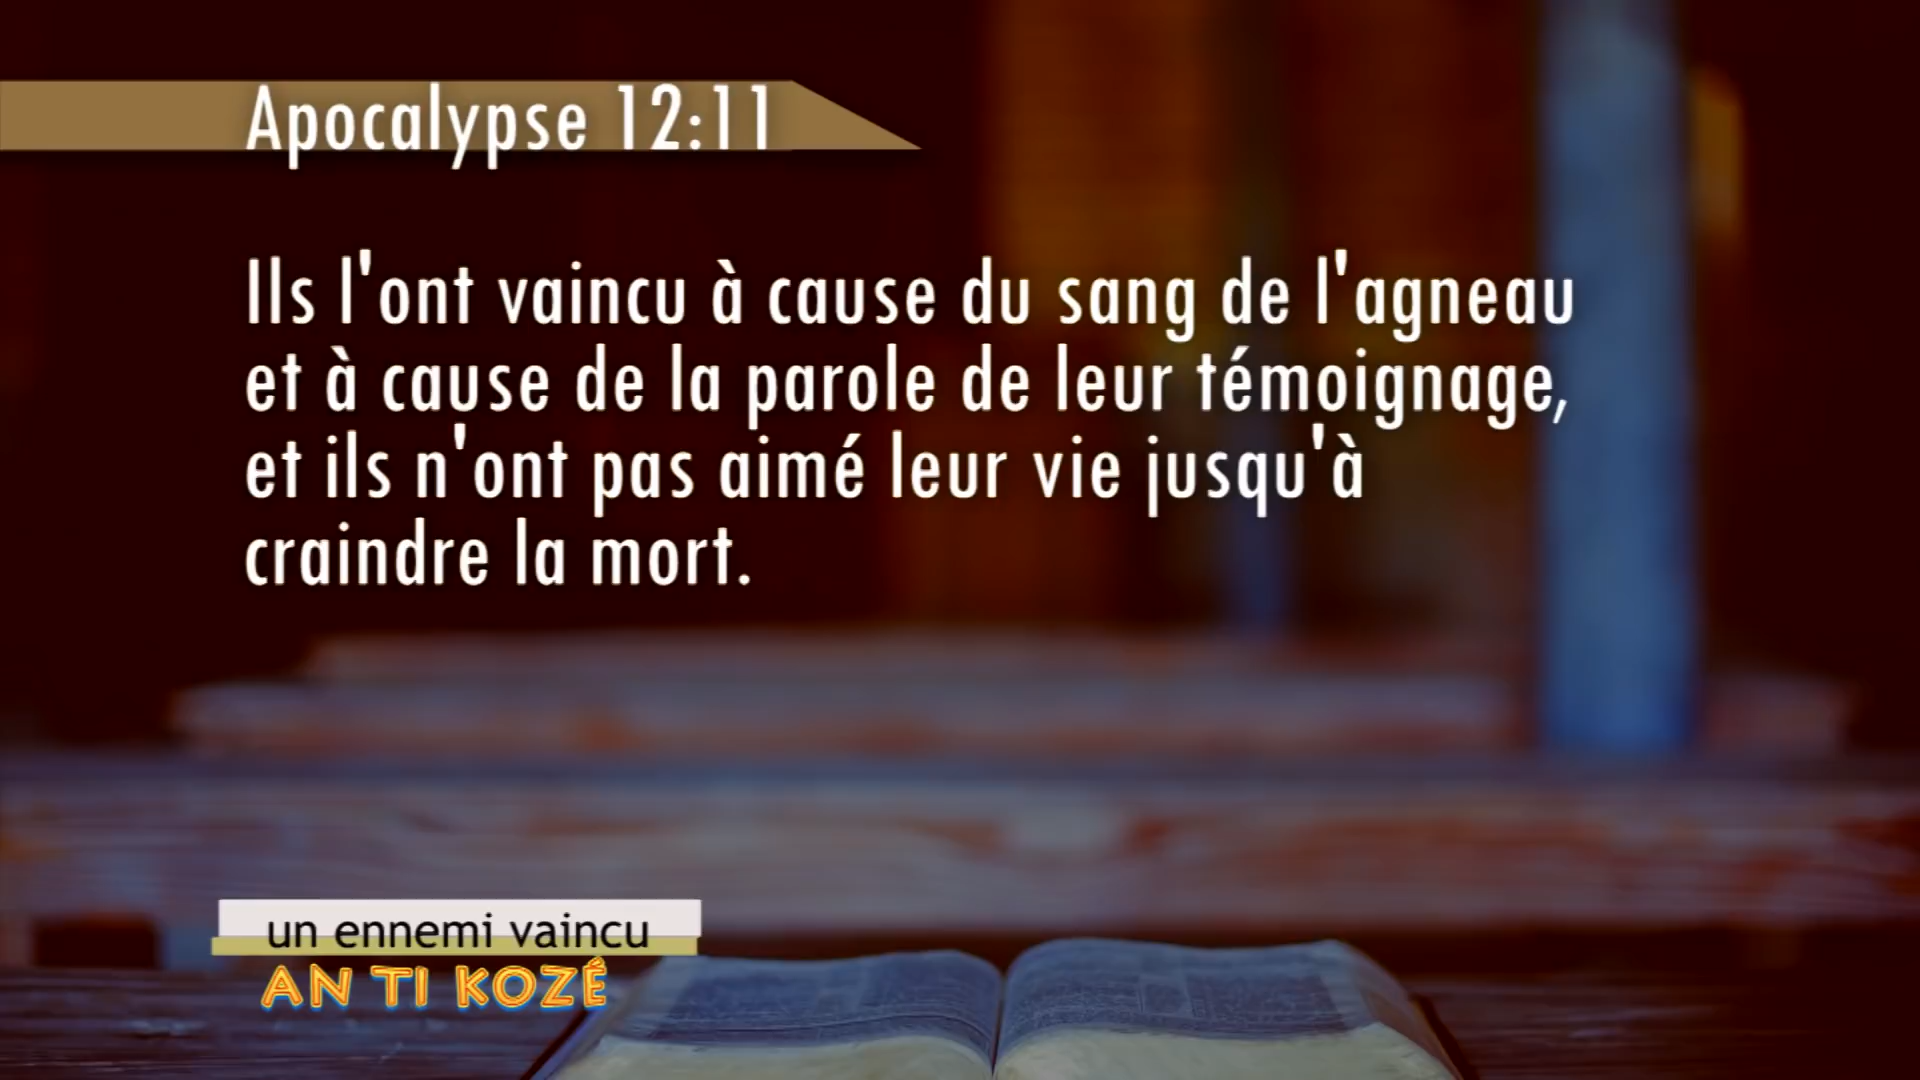 Apocalypse 12:11
Ils l'ont vaincu à cause du sang de l'agneau
et à cause de la parole de leur témoignage,
et ils n'ont pas aimé leur vie jusqu'à
craindre la mort.
un ennemi vaincu
AN TI KOZÉ